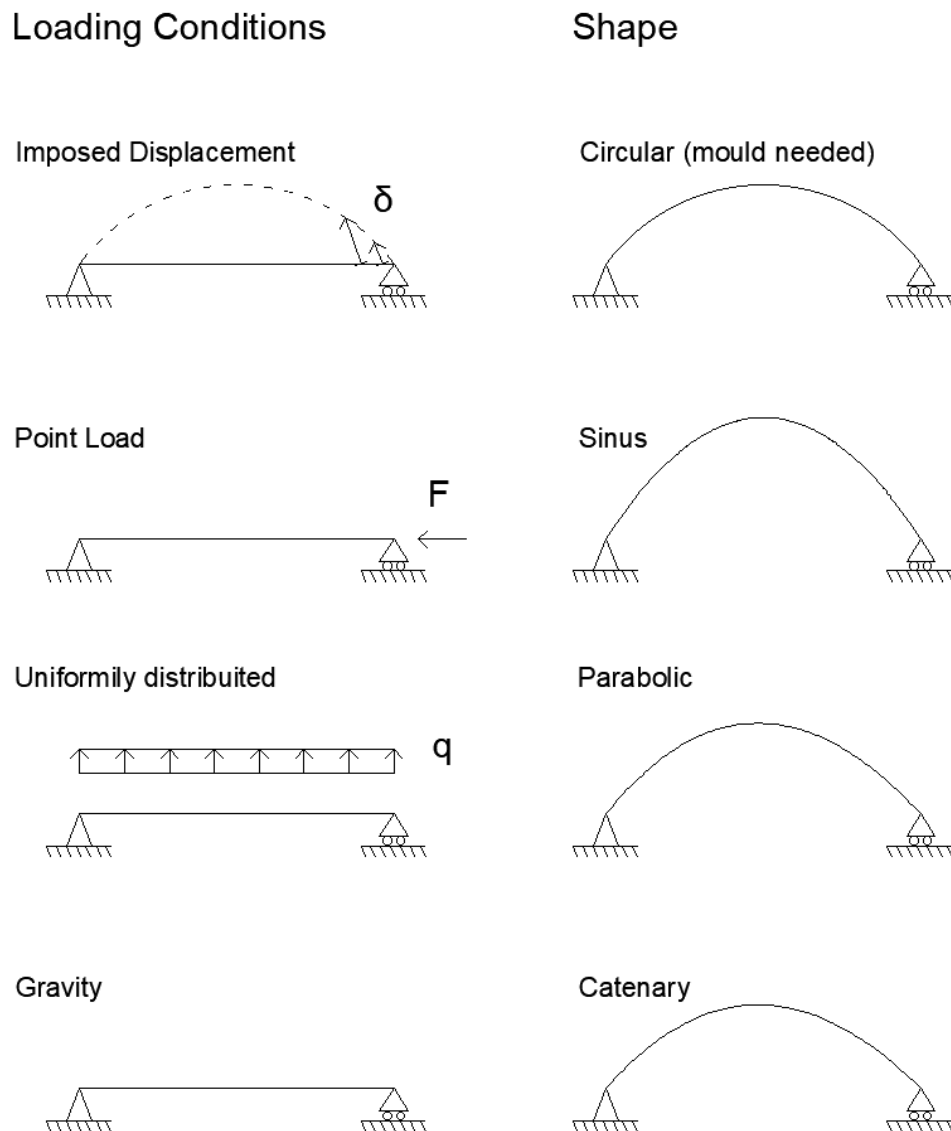 Loading Conditions
Shape
Imposed Displacement
Circular (mould needed)
δ
Point Load
Sinus
F
Uniformily distribuited
Parabolic
q
Gravity
Catenary